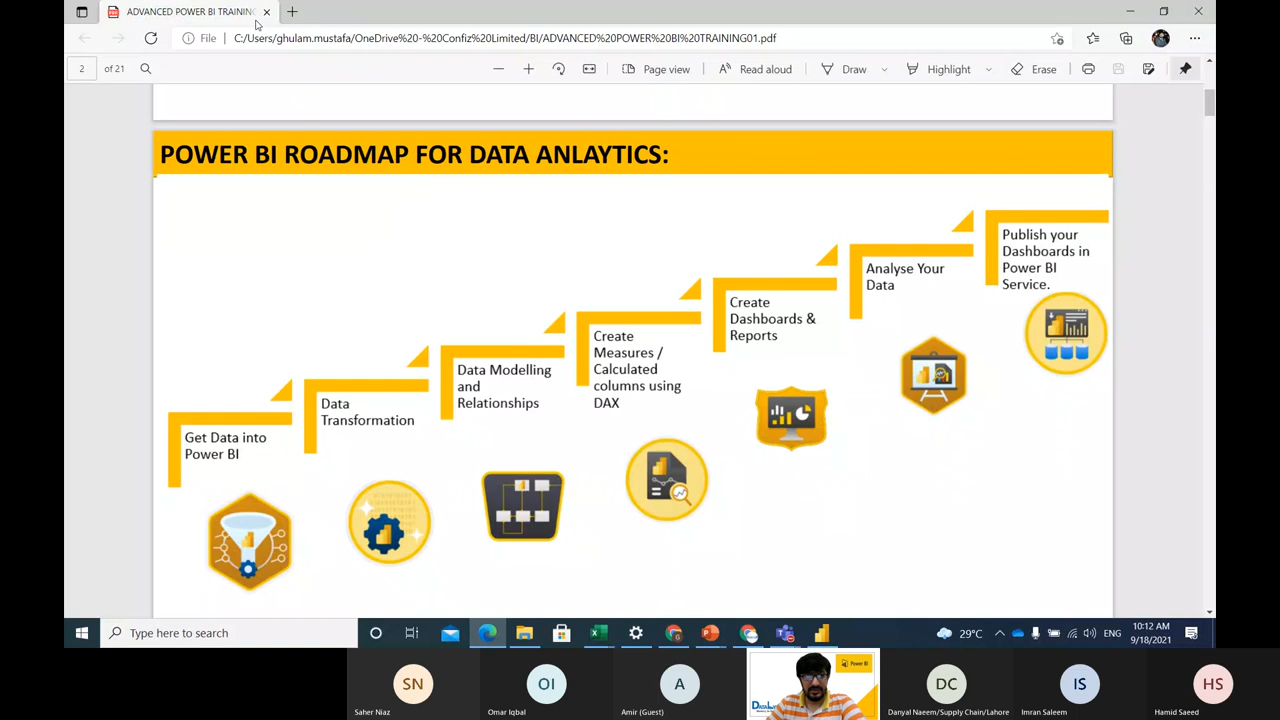 ADVANCED POWER BI TRAINING
File
C:/Users/ghulam.mustafa/OneDrive%20-%20Confiz%20Limited/BI/ADVANCED%20POWER%20BI%20TRAINING01.pdf
2 of 21
Page view
Read aloud
Draw
Highlight
Erase
POWER BI ROADMAP FOR DATA ANLAYTICS:
Get Data into
Power BI
Data
Transformation
Data Modelling
and
Relationships
Create
Measures /
Calculated
columns using
DAX
Create
Dashboards &
Reports
Analyse Your
Data
Publish your
Dashboards in
Power BI
Service.
Type here to search
29°C
ENG
10:12 AM
9/18/2021
SN
Saher Niaz
OI
Omar Iqbal
A
Amir (Guest)
Power BI
DC
Danyal Naeem/Supply Chain/Lahore
IS
Imran Saleem
HS
Hamid Saeed